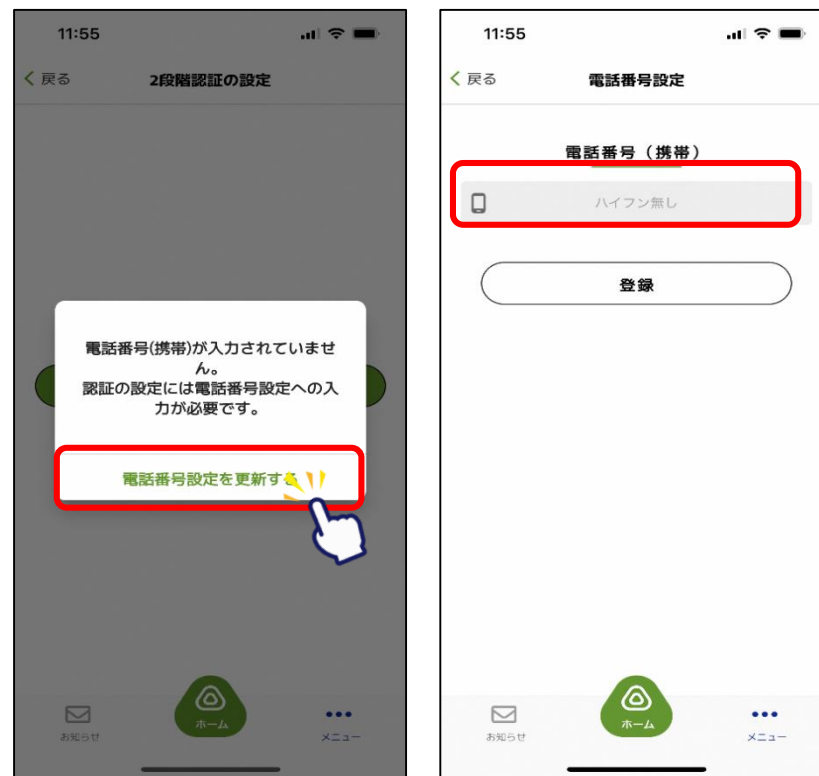 11:55
戻る
2段階認証の設定
電話番号(携帯)が入力されていませ
ん。
認証の設定には電話番号設定への入
力が必要です。
電話番号設定を更新する
お知らせ
ホーム
メニュー
11:55
戻る
電話番号設定
電話番号（携帯）
ハイフン無し
登録
お知らせ
ホーム
メニュー